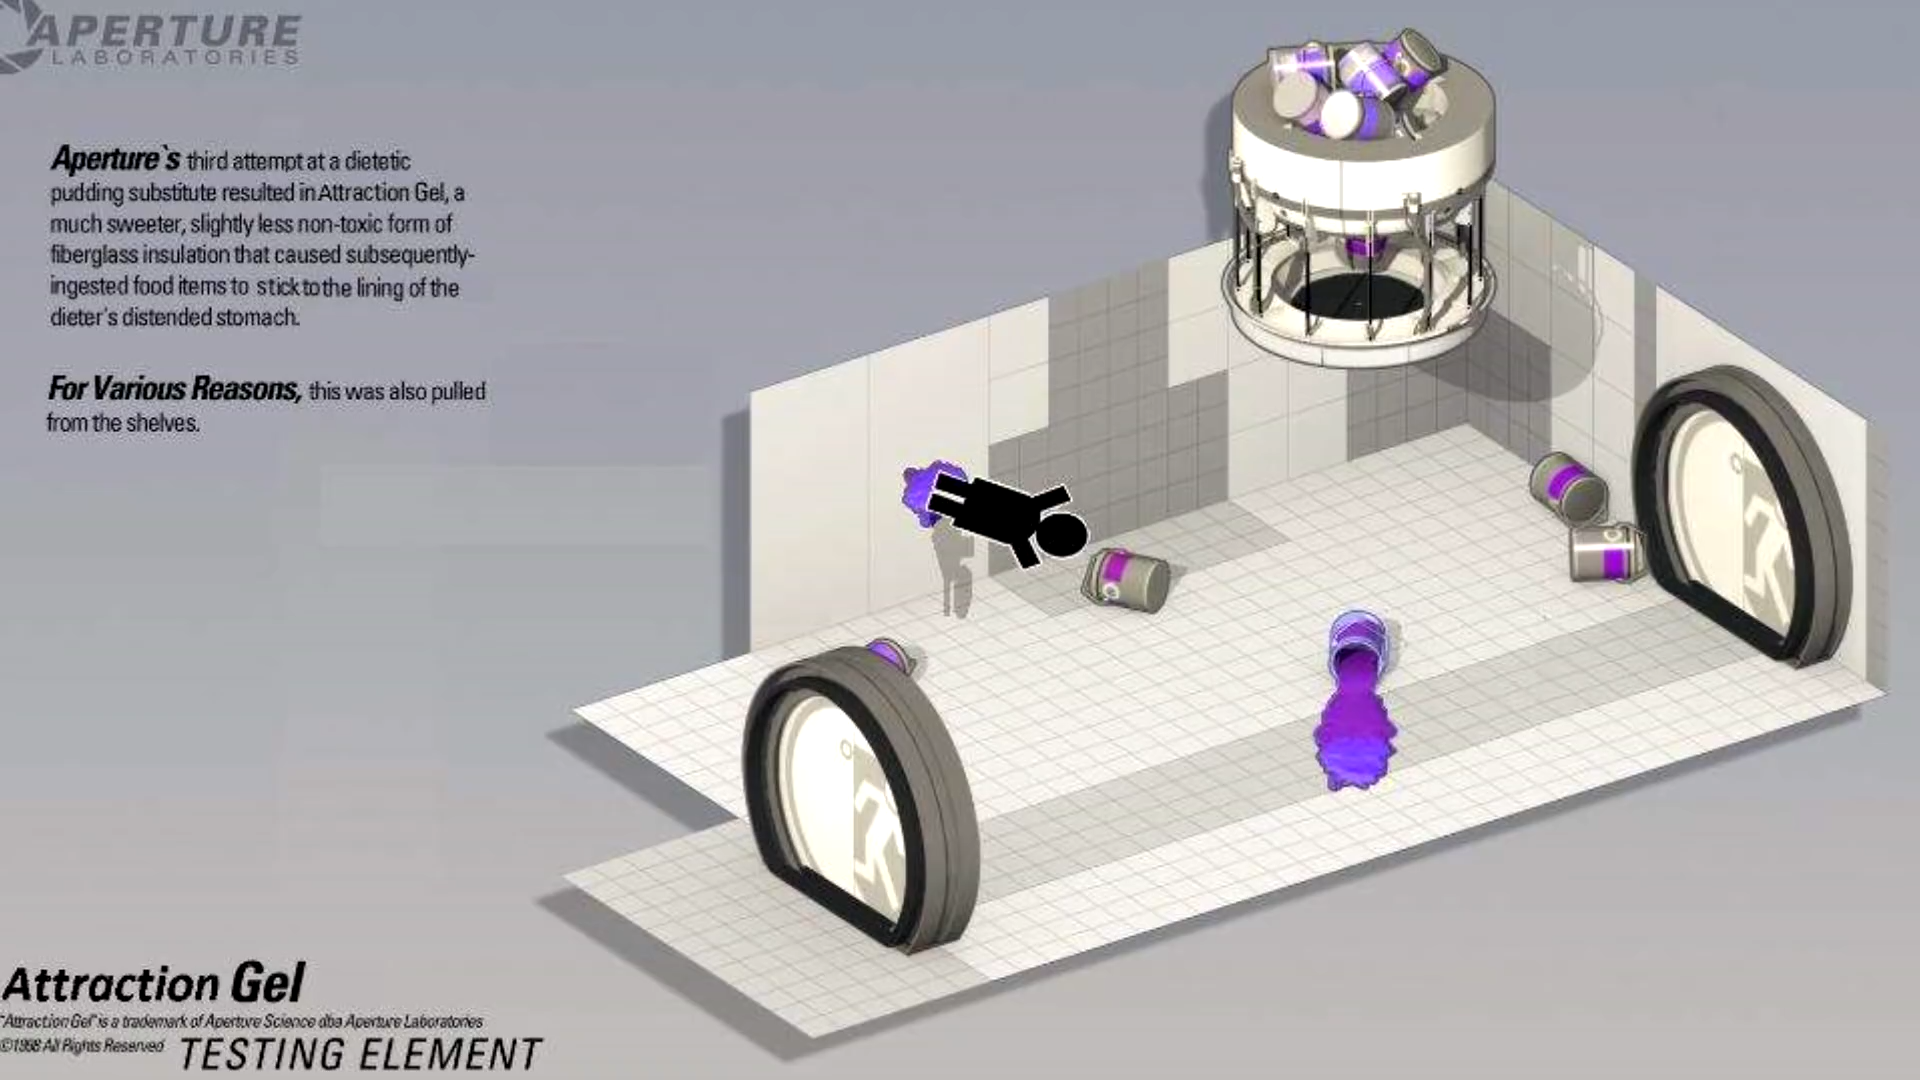 APERTURE
LABORATORIES
Aperture`s third attempt at a dietetic
pudding substitute resulted in Attraction Gel, a
much sweeter, slightly less non-toxic form of
fiberglass insulation that caused subsequently-
ingested food items to stick to the lining of the
dieter's distended stomach.
For Various Reasons, this was also pulled
from the shelves.
Attraction Gel
"Attraction Gel" is a trademark of Aperture Science dba Aperture Laboratories
©1998 All Rights Reserved
TESTING ELEMENT